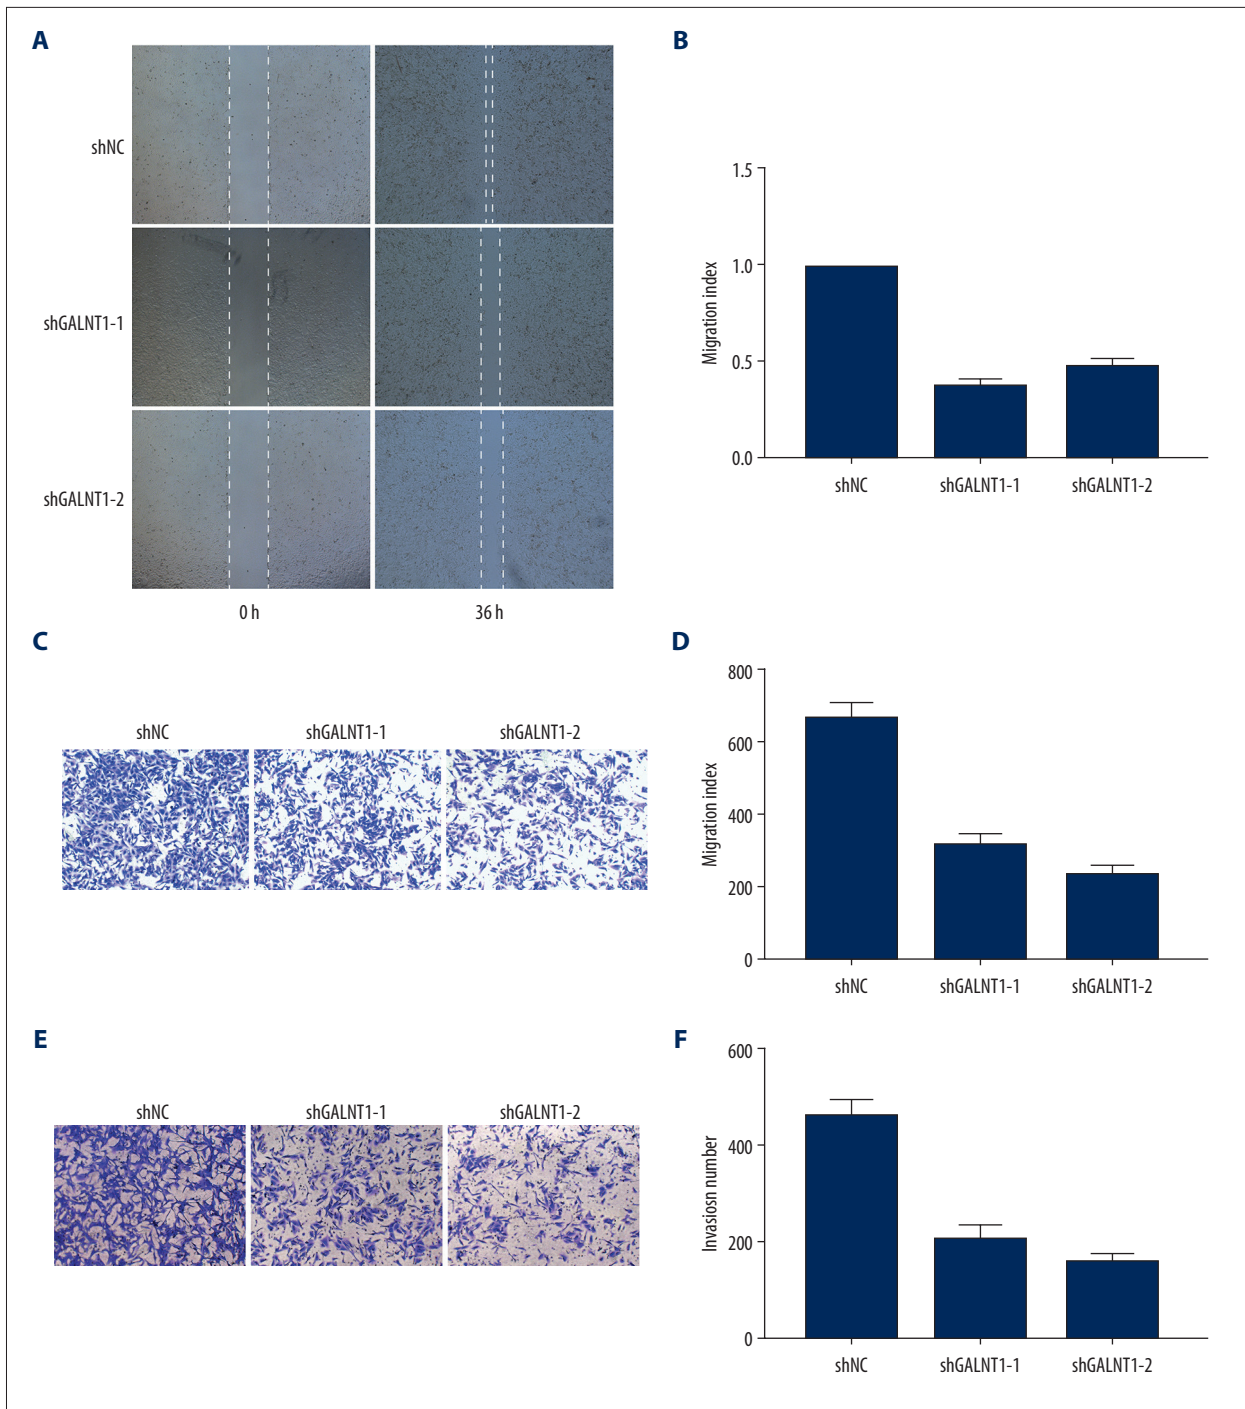 A
shNC
shGALNT1-1
shGALNT1-2
0 h
36 h
B
Migration index
1.5
1.0
0.5
0.0
shNC
shGALNT1-1
shGALNT1-2
C
shNC
shGALNT1-1
shGALNT1-2
D
Migration index
800
600
400
200
0
shNC
shGALNT1-1
shGALNT1-2
E
shNC
shGALNT1-1
shGALNT1-2
F
Invasiosn number
600
400
200
0
shNC
shGALNT1-1
shGALNT1-2